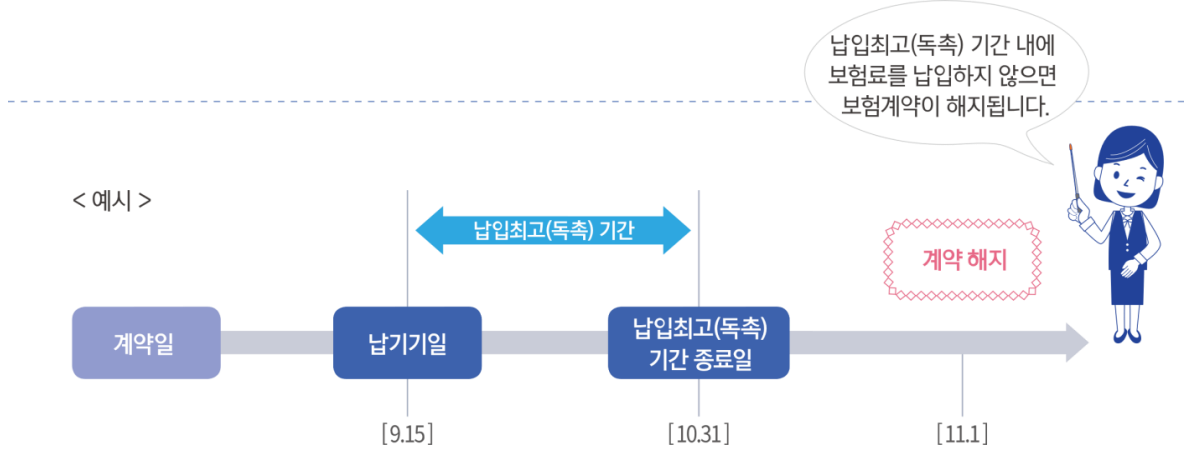 납입최고(독촉) 기간 내에
보험료를 납입하지 않으면
보험계약이 해지됩니다.
< 예시 >
납입최고(독촉) 기간
계약 해지
계약일
납기기일
납입최고(독촉)
기간 종료일
[9.15]
[10.31]
[11.1]